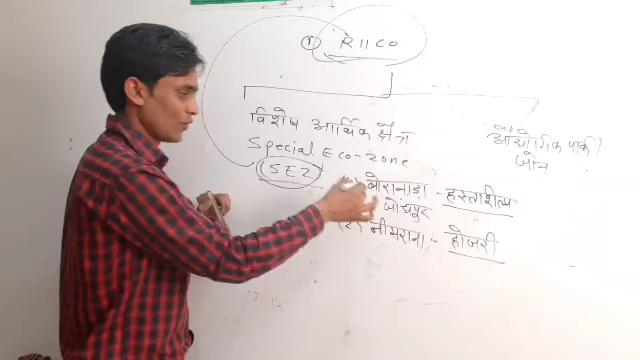 ① RIICO
विशेष आर्थिक क्षेत्र
Special Eco-Zone
(SEZ)
औद्योगिक पार्क/
जोन
बोरानाडा - हस्तशील्प
जोधपुर
(2) नीमराना :- होजरी